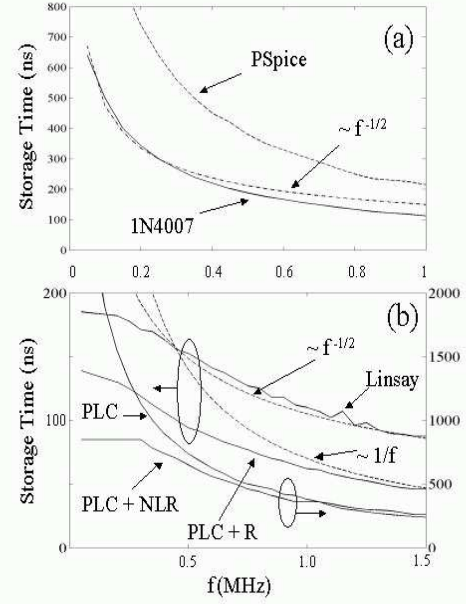 (a)
Storage Time (ns)
800
700
600
500
400
300
200
100
PSpice
~ f -1/2
1N4007
0
0.2
0.4
0.6
0.8
1
(b)
Storage Time (ns)
200
100
0
2000
1500
1000
500
0
~ f -1/2
Linsay
PLC
~ 1/f
PLC + NLR
PLC + R
0.5
1.0
1.5
f(MHz)